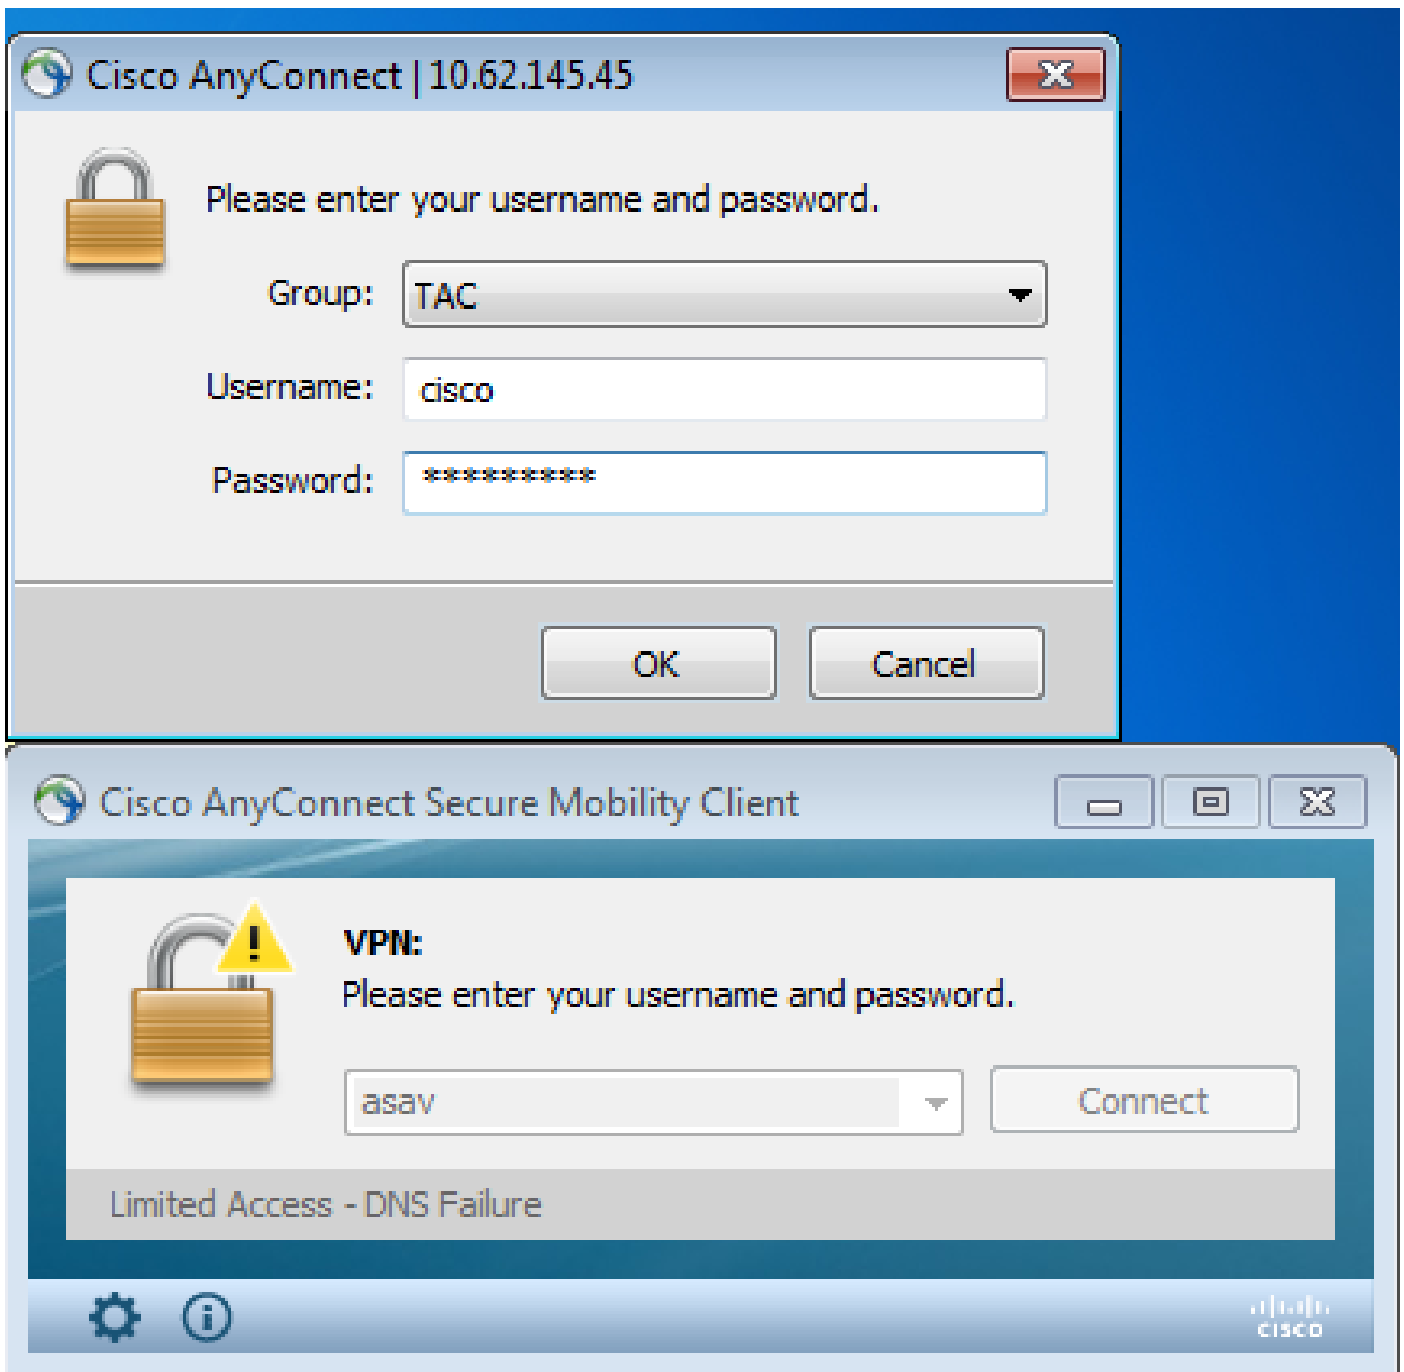 Cisco AnyConnect | 10.62.145.45
Please enter your username and password.
Group: TAC
Username: cisco
Password: *********
OK Cancel
Cisco AnyConnect Secure Mobility Client
VPN:
Please enter your username and password.
asav Connect
Limited Access - DNS Failure
CISCO